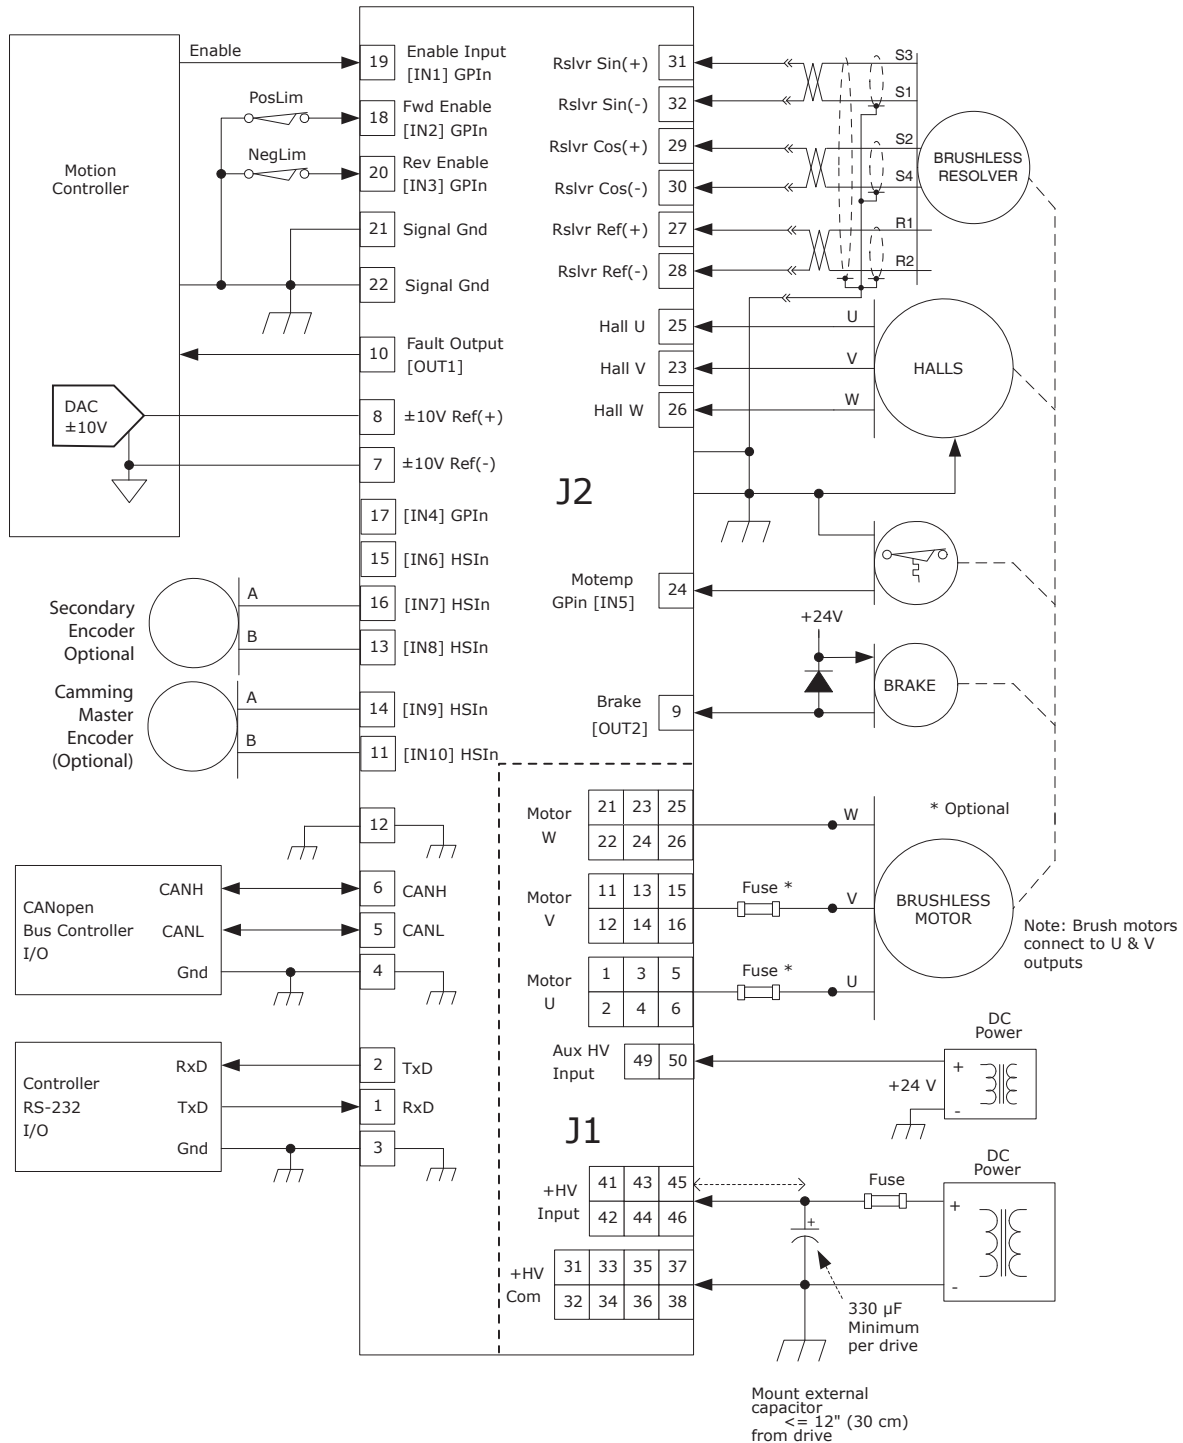 Motion
Controller
Enable
PosLim
NegLim
DAC
±10V
19
Enable Input
[IN1] GPIn
18
Fwd Enable
[IN2] GPIn
20
Rev Enable
[IN3] GPIn
21
Signal Gnd
22
Signal Gnd
10
Fault Output
[OUT1]
8
±10V Ref(+)
7
±10V Ref(-)
17
[IN4] GPIn
15
[IN6] HSIn
16
[IN7] HSIn
13
[IN8] HSIn
14
[IN9] HSIn
11
[IN10] HSIn
Secondary
Encoder
Optional
A
B
Camming
Master
Encoder
(Optional)
A
B
12
CANopen
Bus Controller
I/O
CANH
CANL
Gnd
6
CANH
5
CANL
4
Controller
RS-232
I/O
RxD
TxD
Gnd
2
TxD
1
RxD
3
J2
Rslvr Sin(+)
31
S3
Rslvr Sin(-)
32
S1
Rslvr Cos(+)
29
S2
Rslvr Cos(-)
30
S4
Rslvr Ref(+)
27
R1
Rslvr Ref(-)
28
R2
BRUSHLESS
RESOLVER
Hall U
25
U
Hall V
23
V
Hall W
26
W
HALLS
Motemp
GPin [IN5]
24
+24V
Brake
[OUT2]
9
BRAKE
Motor
W
21 23 25
22 24 26
W
* Optional
Motor
V
11 13 15
12 14 16
Fuse *
V
BRUSHLESS
MOTOR
Note: Brush motors
connect to U & V
outputs
Motor
U
1 3 5
2 4 6
Fuse *
U
Aux HV
Input
49 50
DC
Power
+
+24 V
-
J1
+HV
Input
41 43 45
42 44 46
Fuse
DC
Power
+
-
+
+HV
Com
31 33 35 37
32 34 36 38
330 µF
Minimum
per drive
Mount external
capacitor
<= 12" (30 cm)
from drive